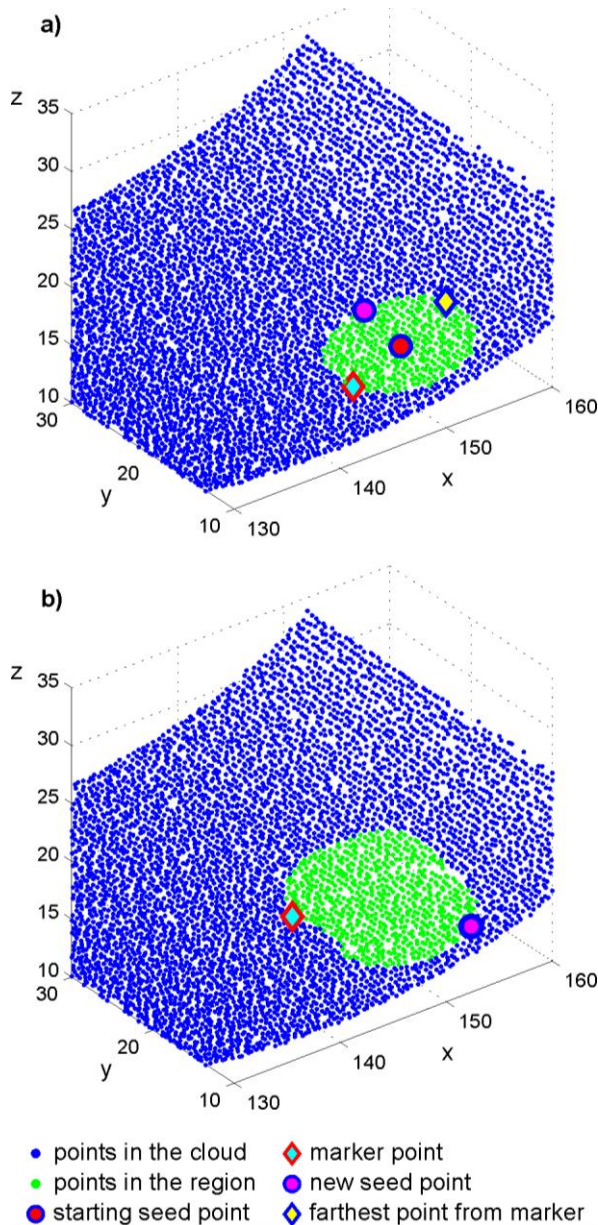 a)
z
35
30
25
20
15
10
30
20
10
y
130
140
150
160
x
b)
z
35
30
25
20
15
10
30
20
10
y
130
140
150
160
x
points in the cloud
marker point
points in the region
new seed point
starting seed point
farthest point from marker